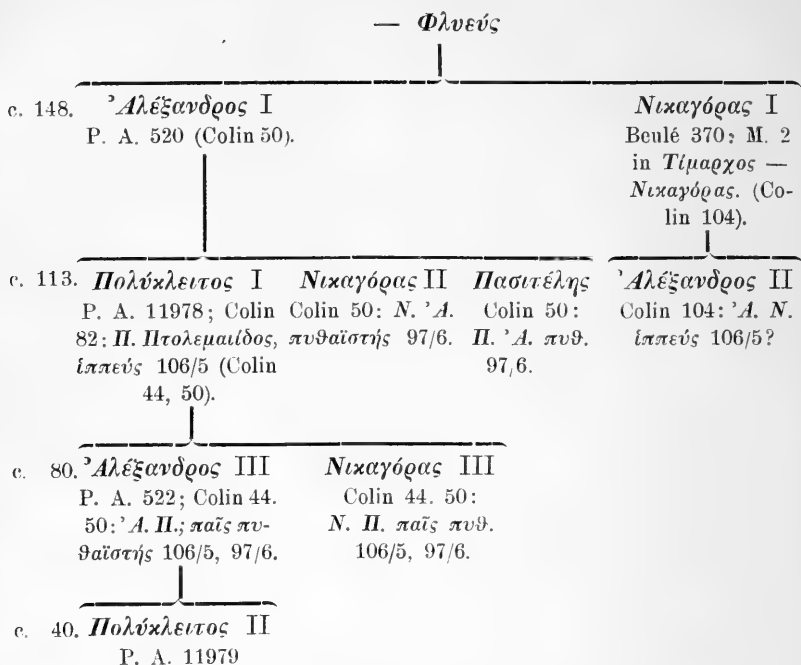 — Φλυεύς
c. 148. Ἀλέξανδρος I
P. A. 520 (Colin 50).
Νικαγόρας I
Beulé 370: M. 2
in Τίμαρχος —
Νικαγόρας. (Co-
lin 104).
c. 113. Πολύκλειτος I
P. A. 11978; Colin
82: Π. Πτολεμαιίδος,
ἱππεύς 106/5 (Colin
44, 50).
Νικαγόρας II
Colin 50: Ν. Ἀ.
πυθαϊστής 97/6.
Πασιτέλης
Colin 50:
Π. Ἀ. πυθ.
97/6.
Ἀλέξανδρος II
Colin 104: Ἀ. Ν.
ἱππεύς 106/5?
c. 80. Ἀλέξανδρος III
P. A. 522; Colin 44.
50: Ἀ. Π.; παῖς πυ-
θαϊστής 106/5, 97/6.
Νικαγόρας III
Colin 44. 50:
Ν. Π. παῖς πυθ.
106/5, 97/6.
c. 40. Πολύκλειτος II
P. A. 11979